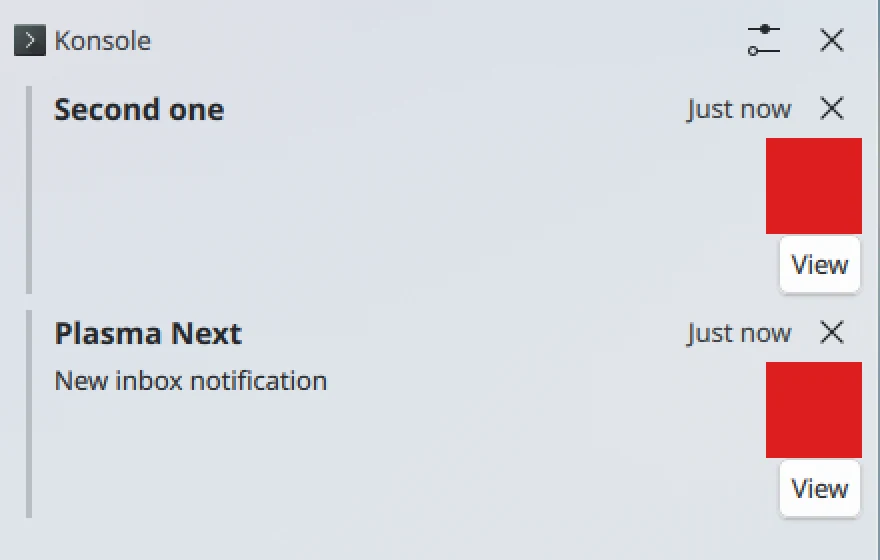 Konsole
Second one Just now
View
Plasma Next Just now
New inbox notification
View